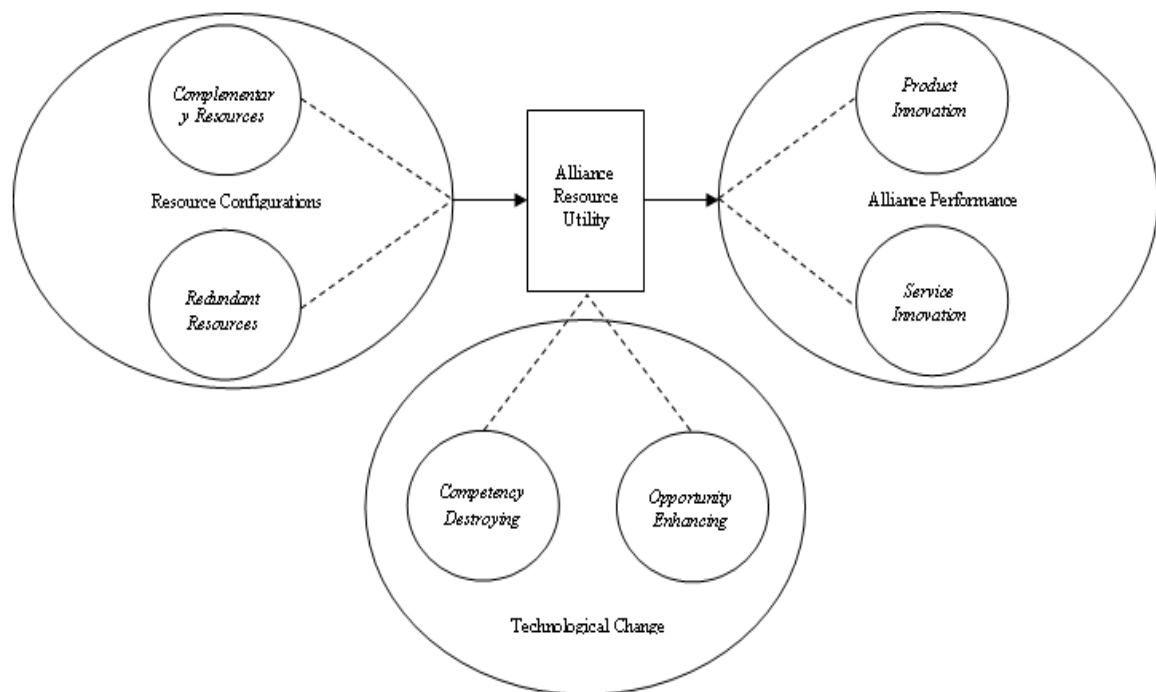 Complementar
y Resources
Resource Configurations
Redundant
Resources
Alliance
Resource
Utility
Product
Innovation
Alliance Performance
Service
Innovation
Competency
Destroying
Opportunity
Enhancing
Technological Change